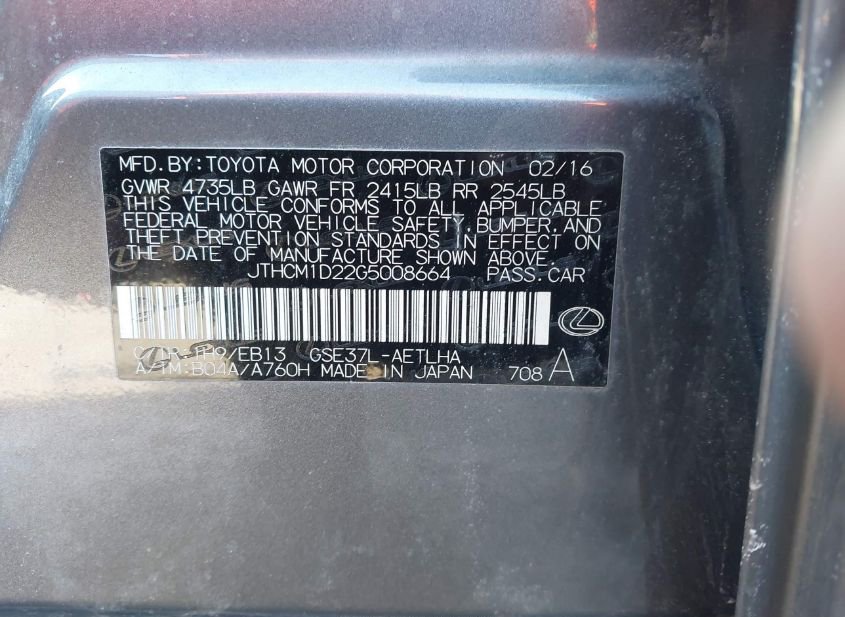 MFD.BY:TOYOTA MOTOR CORPORATION 02/16
GVWR 4735LB GAWR FR 2415LB RR 2545LB
THIS VEHICLE CONFORMS TO ALL APPLICABLE
FEDERAL MOTOR VEHICLE SAFETY,BUMPER,AND
THEFT PREVENTION STANDARDS IN EFFECT ON
THE DATE OF MANUFACTURE SHOWN ABOVE.
JTHCM1D22G5008664 PASS.CAR
1H9/EB13 GSE37L-AETLHA
A/TM:B04A/A760H MADE IN JAPAN 708 A